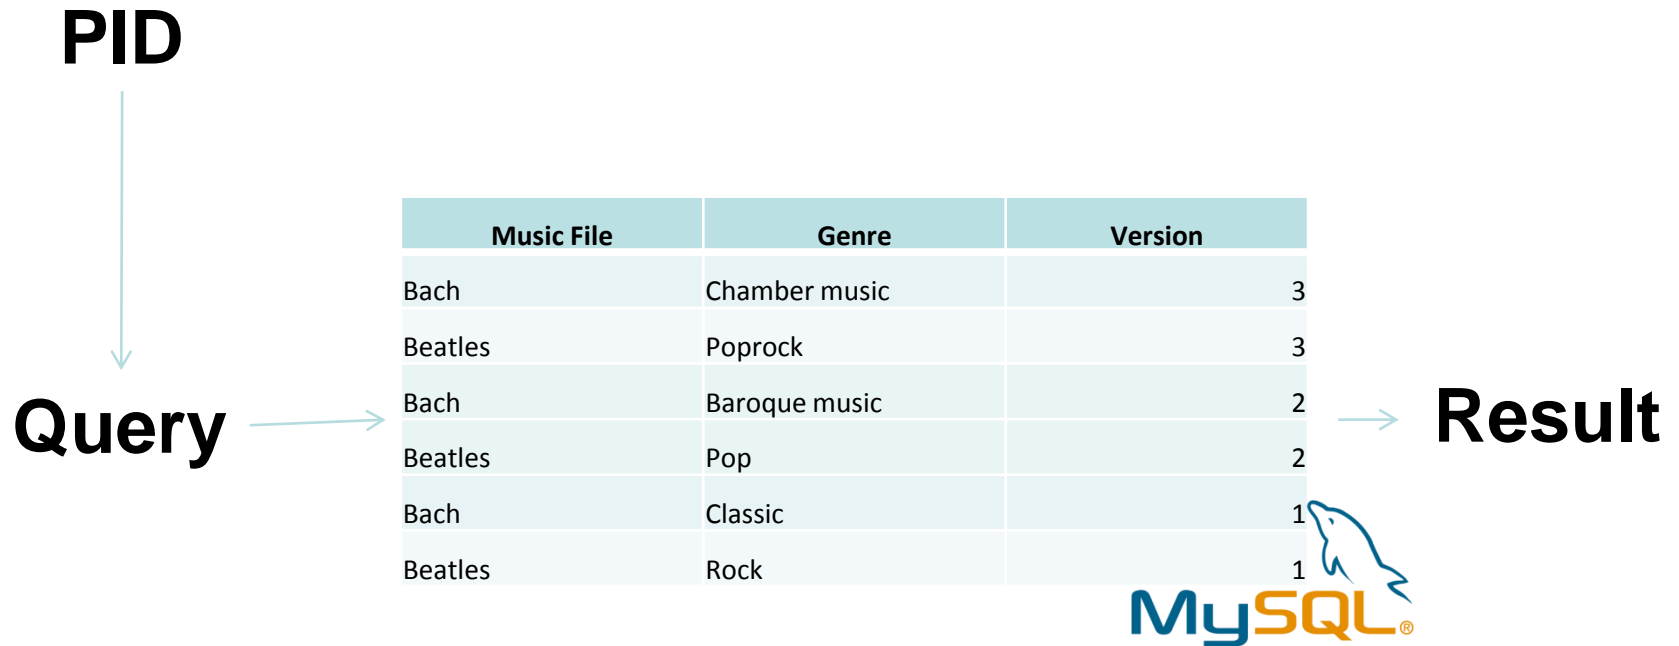 PID
Music File Genre Version
Bach Chamber music 3
Beatles Poprock 3
Query Bach Baroque music 2 Result
Beatles Pop 2
Bach Classic 1
Beatles Rock 1
MySQL®